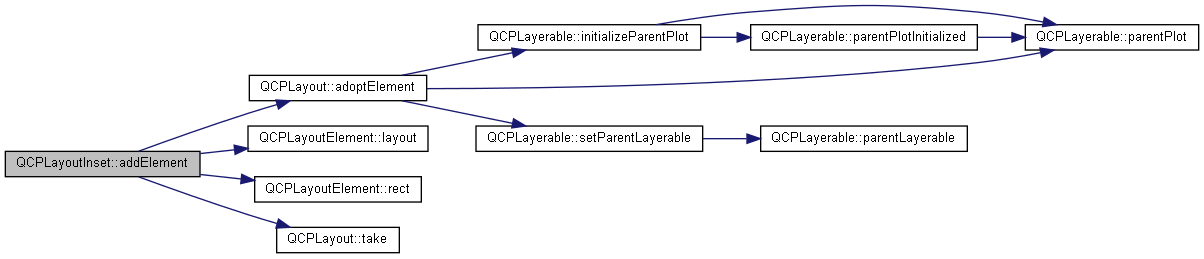 QCPLayoutInset::addElement
QCPLayout::adoptElement
QCPLayerable::initializeParentPlot
QCPLayerable::parentPlotInitialized
QCPLayerable::parentPlot
QCPLayerable::setParentLayerable
QCPLayerable::parentLayerable
QCPLayoutElement::layout
QCPLayoutElement::rect
QCPLayout::take